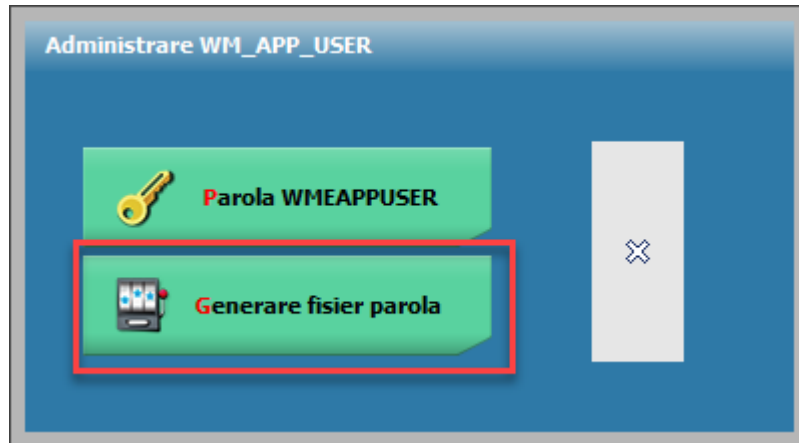 Administrare WM_APP_USER
Parola WMEAPPUSER
Generare fisier parola